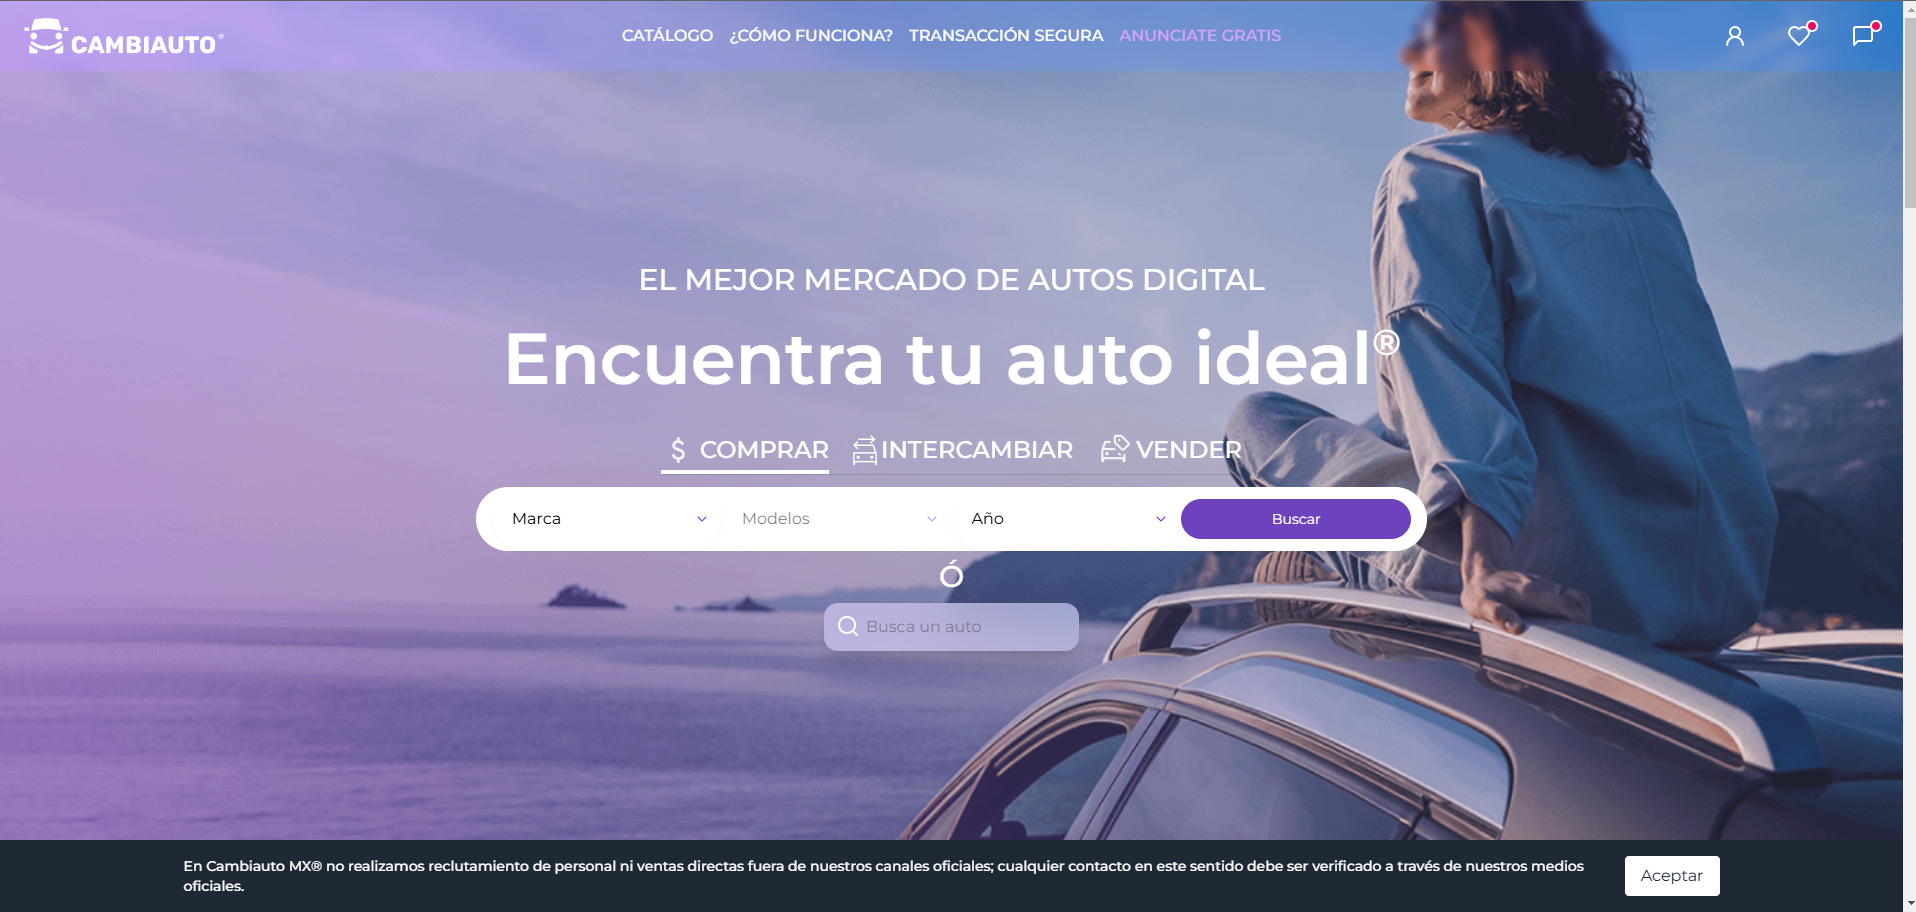 CAMBIAUTO®
CATÁLOGO ¿CÓMO FUNCIONA? TRANSACCIÓN SEGURA ANUNCIATE GRATIS
EL MEJOR MERCADO DE AUTOS DIGITAL
Encuentra tu auto ideal®
$ COMPRAR INTERCAMBIAR VENDER
Marca Modelos Año Buscar
Ó
Busca un auto
En Cambiauto MX® no realizamos reclutamiento de personal ni ventas directas fuera de nuestros canales oficiales; cualquier contacto en este sentido debe ser verificado a través de nuestros medios
oficiales.
Aceptar